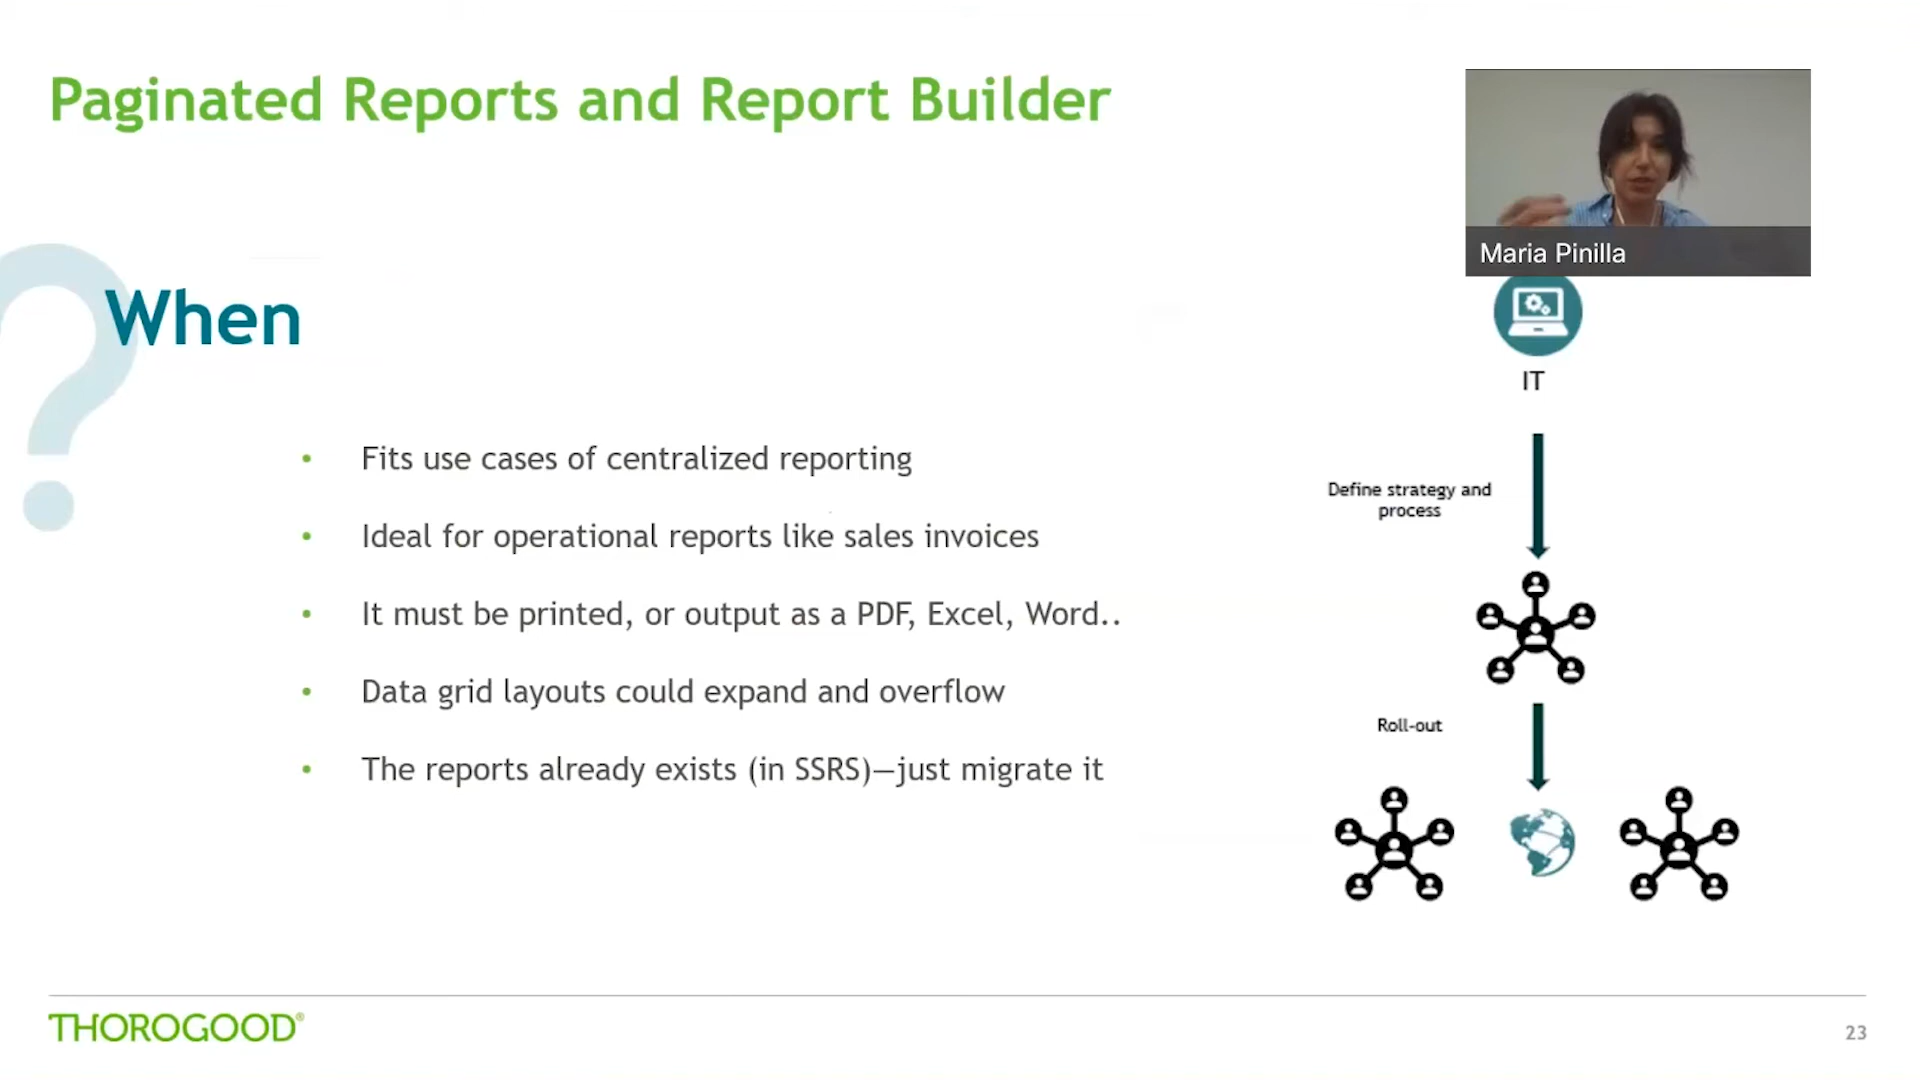 Paginated Reports and Report Builder
Maria Pinilla
?
When
IT
• Fits use cases of centralized reporting
Define strategy and
process
• Ideal for operational reports like sales invoices
• It must be printed, or output as a PDF, Excel, Word..
• Data grid layouts could expand and overflow
Roll-out
• The reports already exists (in SSRS)—just migrate it
THOROGOOD®
23